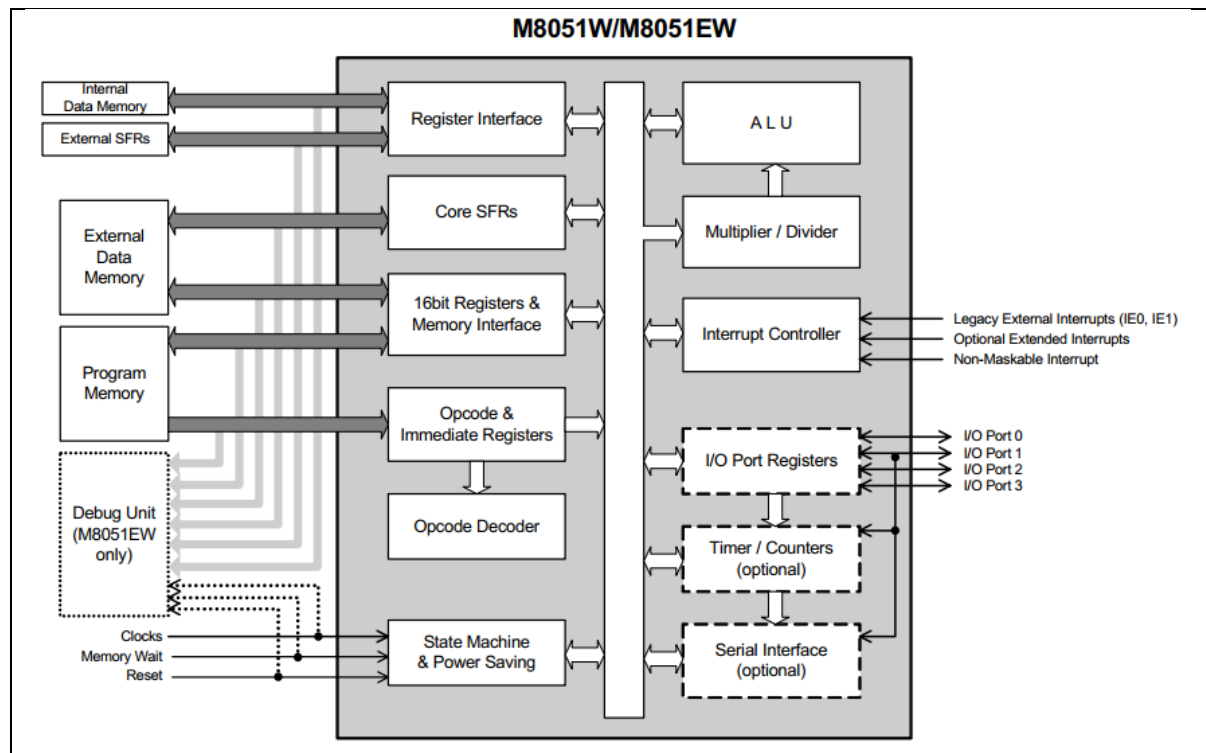 M8051W/M8051EW
Internal
Data Memory
External SFRs
External
Data
Memory
Program
Memory
Debug Unit
(M8051EW
only)
Clocks
Memory Wait
Reset
Register Interface
Core SFRs
16bit Registers &
Memory Interface
Opcode &
Immediate Registers
Opcode Decoder
State Machine
& Power Saving
A L U
Multiplier / Divider
Interrupt Controller
I/O Port Registers
Timer / Counters
(optional)
Serial Interface
(optional)
Legacy External Interrupts (IE0, IE1)
Optional Extended Interrupts
Non-Maskable Interrupt
I/O Port 0
I/O Port 1
I/O Port 2
I/O Port 3